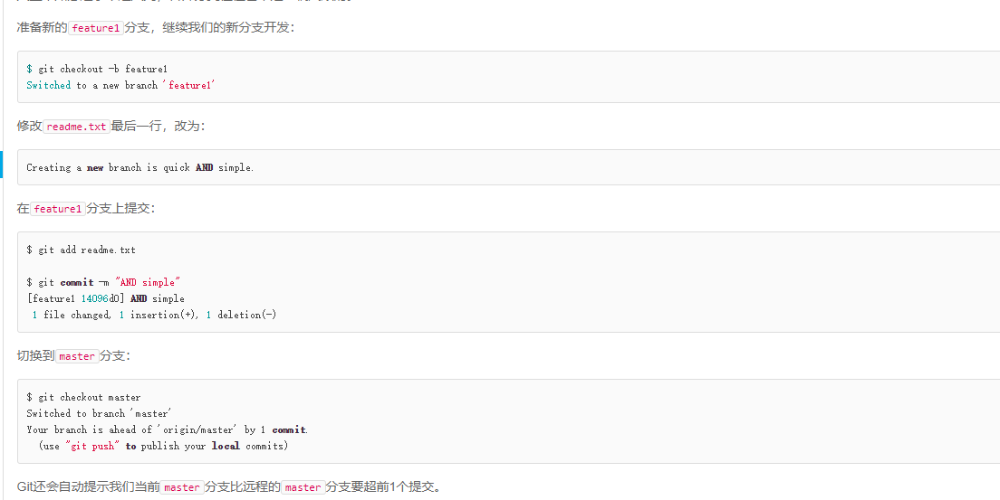 准备新的feature1分支，继续我们的新分支开发：
$ git checkout -b feature1
Switched to a new branch 'feature1'
修改readme.txt最后一行，改为：
Creating a new branch is quick AND simple.
在feature1分支上提交：
$ git add readme.txt
$ git commit -m "AND simple"
[feature1 14096d0] AND simple
1 file changed, 1 insertion(+), 1 deletion(-)
切换到master分支：
$ git checkout master
Switched to branch 'master'
Your branch is ahead of 'origin/master' by 1 commit.
(use "git push" to publish your local commits)
Git还会自动提示我们当前master分支比远程的master分支要超前1个提交。